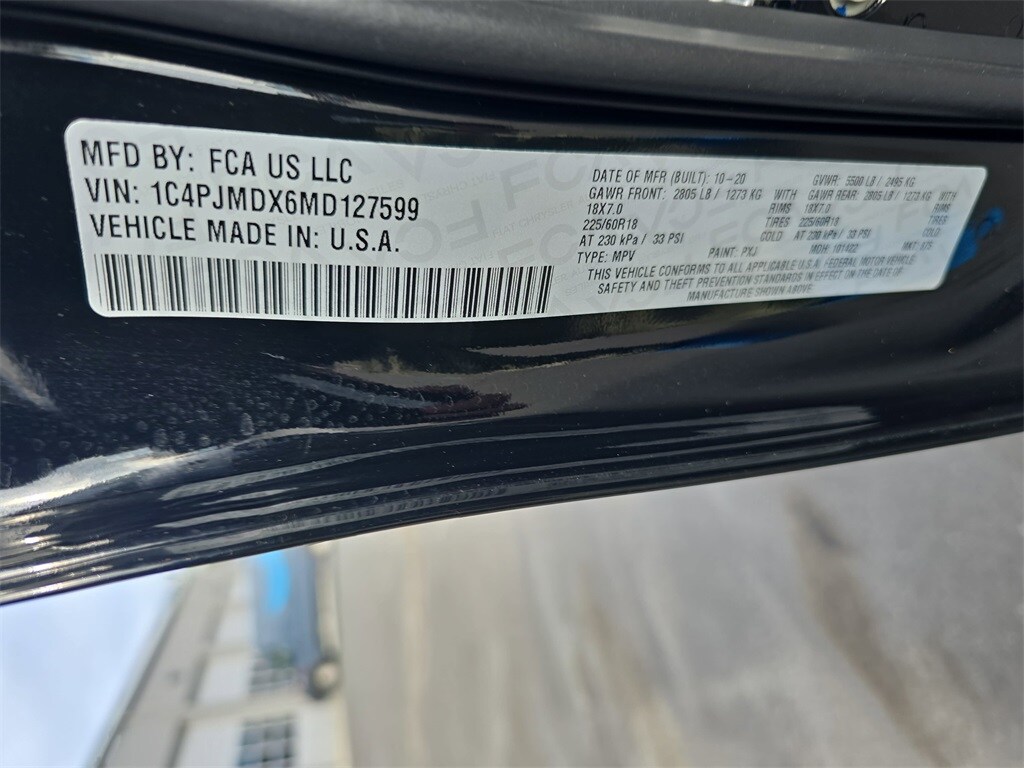 MFD BY: FCA US LLC
VIN: 1C4PJMDX6MD127599
VEHICLE MADE IN: U.S.A.
DATE OF MFR (BUILT): 10-20 GVWR: 5500 LB / 2495 KG
GAWR FRONT: 2805 LB / 1273 KG WITH GAWR REAR: 2805 LB / 1273 KG WITH
18X7.0 RIMS 18X7.0 RIMS
225/60R18 TIRES 225/60R18 TIRES
AT 230 kPa / 33 PSI COLD AT 230 kPa / 33 PSI COLD
TYPE: MPV PAINT: PXJ MDH: 101402
THIS VEHICLE CONFORMS TO ALL APPLICABLE U.S.A. FEDERAL MOTOR VEHICLE
SAFETY AND THEFT PREVENTION STANDARDS IN EFFECT ON THE DATE OF
MANUFACTURE SHOWN ABOVE.